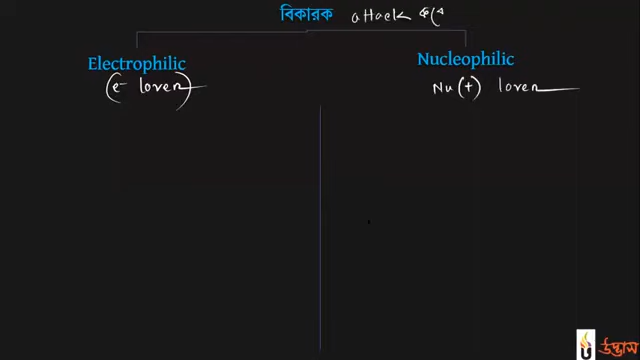 বিকারক attack করে
Electrophilic
Nucleophilic
(e- lover)
Nu (+) lover
উদ্ভাস